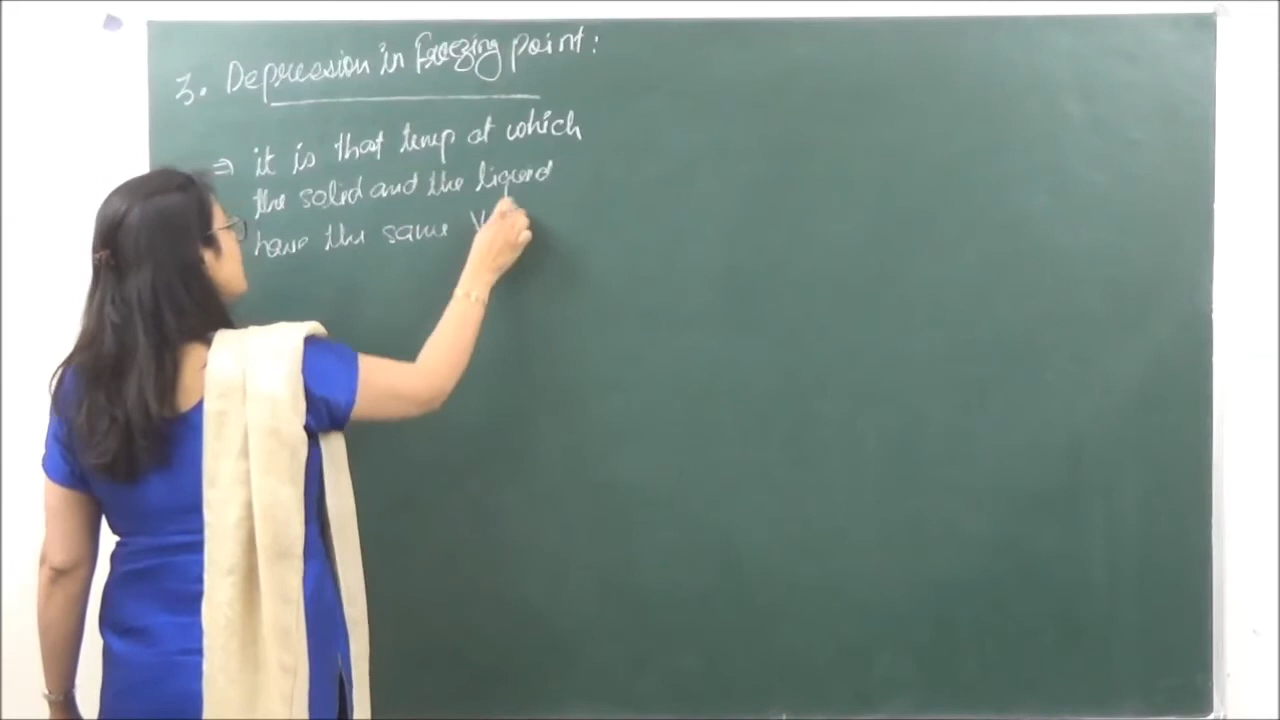 3. Depression in Freezing point:
⇒ it is that temp at which
the solid and the liquid
have the same V